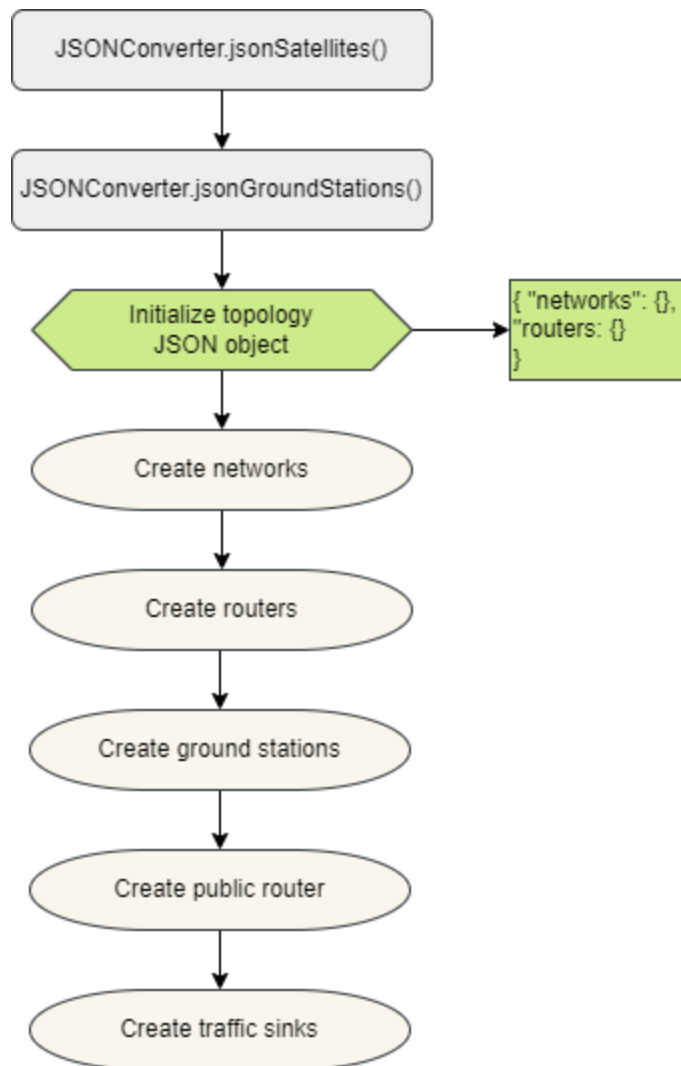 JSONConverter.jsonSatellites()
JSONConverter.jsonGroundStations()
Initialize topology
JSON object
{ "networks": {},
"routers: {}
}
Create networks
Create routers
Create ground stations
Create public router
Create traffic sinks